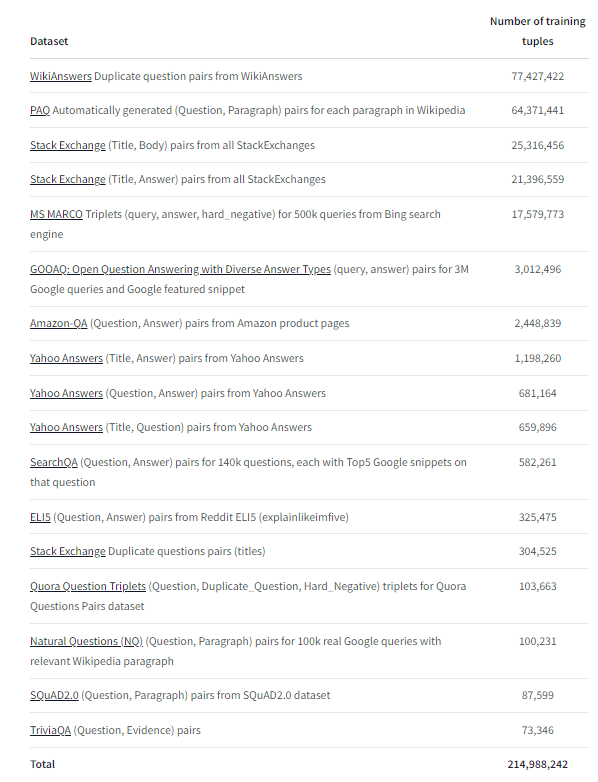 Number of training
Dataset tuples
WikiAnswers Duplicate question pairs from WikiAnswers 77,427,422
PAQ Automatically generated (Question, Paragraph) pairs for each paragraph in Wikipedia 64,371,441
Stack Exchange (Title, Body) pairs from all StackExchanges 25,316,456
Stack Exchange (Title, Answer) pairs from all StackExchanges 21,396,559
MS MARCO Triplets (query, answer, hard_negative) for 500k queries from Bing search 17,579,773
engine
GOOAQ: Open Question Answering with Diverse Answer Types (query, answer) pairs for 3M 3,012,496
Google queries and Google featured snippet
Amazon-QA (Question, Answer) pairs from Amazon product pages 2,448,839
Yahoo Answers (Title, Answer) pairs from Yahoo Answers 1,198,260
Yahoo Answers (Question, Answer) pairs from Yahoo Answers 681,164
Yahoo Answers (Title, Question) pairs from Yahoo Answers 659,896
SearchQA (Question, Answer) pairs for 140k questions, each with Top5 Google snippets on 582,261
that question
ELI5 (Question, Answer) pairs from Reddit ELI5 (explainlikeimfive) 325,475
Stack Exchange Duplicate questions pairs (titles) 304,525
Quora Question Triplets (Question, Duplicate_Question, Hard_Negative) triplets for Quora 103,663
Questions Pairs dataset
Natural Questions (NQ) (Question, Paragraph) pairs for 100k real Google queries with 100,231
relevant Wikipedia paragraph
SQuAD2.0 (Question, Paragraph) pairs from SQuAD2.0 dataset 87,599
TriviaQA (Question, Evidence) pairs 73,346
Total 214,988,242